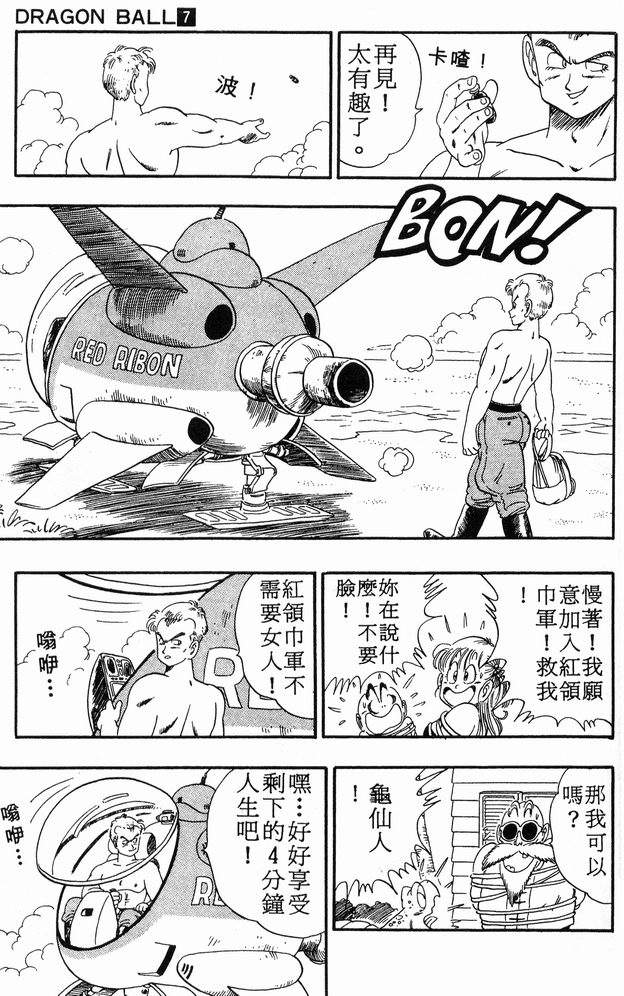 DRAGON BALL 7
卡喳！
再見！
太有趣了。
波！
BON!
RED RIBON
慢著！我願
意加入紅領
巾軍！救我
！
妳在說什
麼！不要
臉！
紅領巾軍不
需要女人！
嗡咿…
R
那我可以
嗎？
龜仙人
！
嘿…好好享受
剩下的4分鐘
人生吧！
嗡咿…
RE